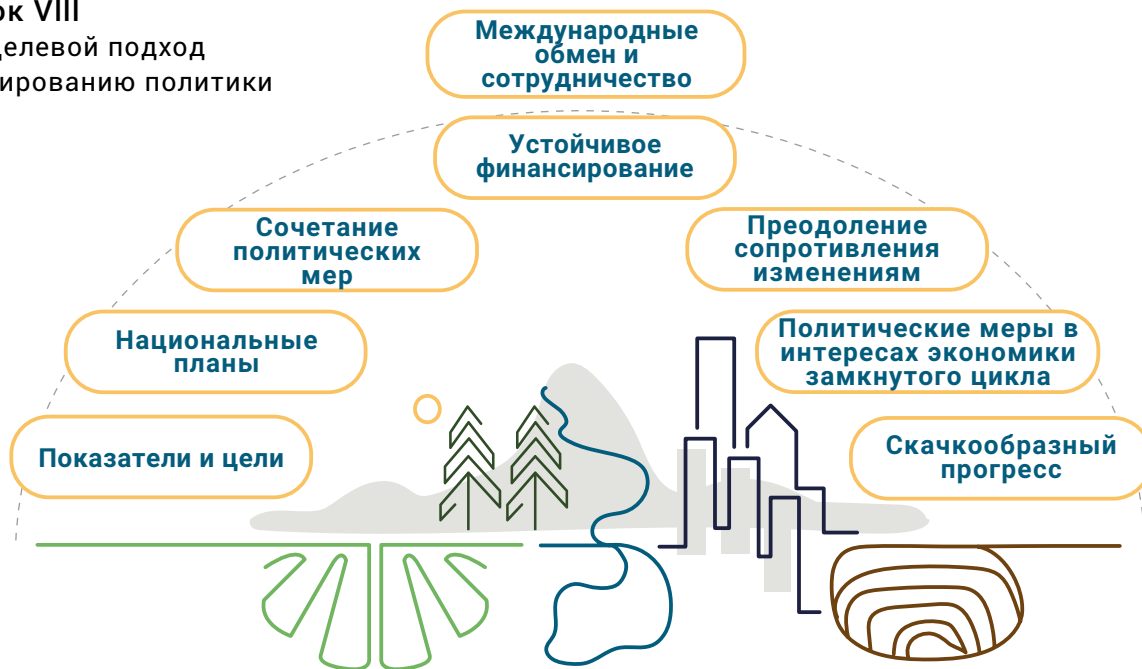 ок VIII
целевой подход
ированию политики
Международные
обмен и
сотрудничество
Устойчивое
финансирование
Сочетание
политических
мер
Преодоление
сопротивления
изменениям
Национальные
планы
Политические меры в
интересах экономики
замкнутого цикла
Показатели и цели
Скачкообразный
прогресс